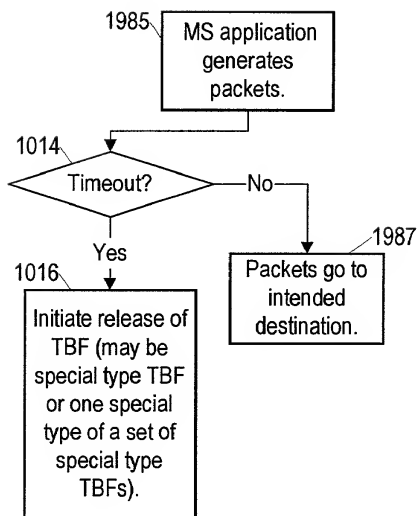 1985
MS application
generates
packets.
1014
Timeout?
No
Yes
1987
Packets go to
intended
destination.
1016
Initiate release of
TBF (may be
special type TBF
or one special
type of a set of
special type
TBFs).